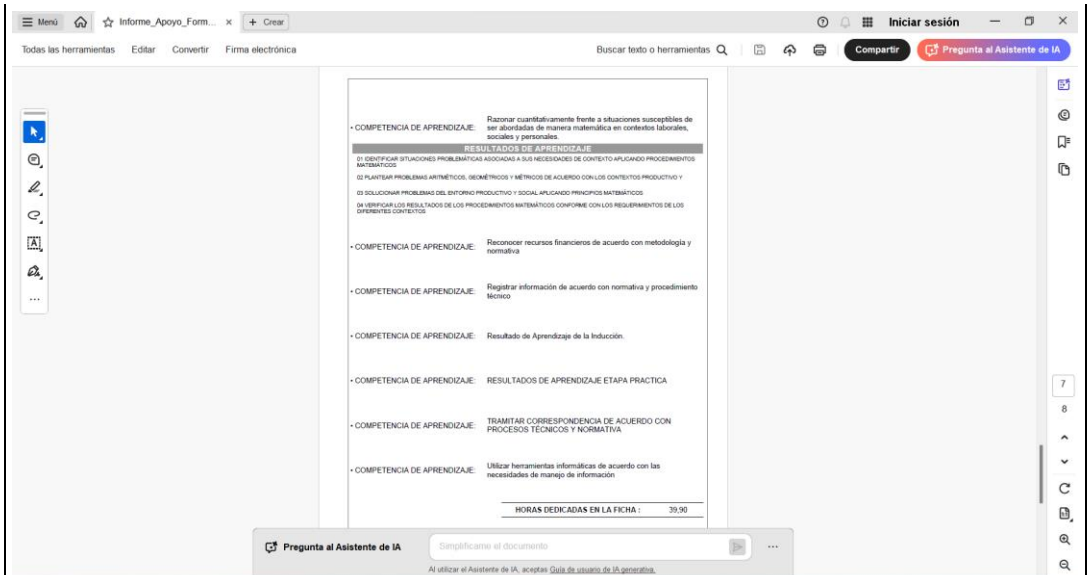 Menú
Informe_Apoyo_Form...
+ Crear
Iniciar sesión
Todas las herramientas Editar Convertir Firma electrónica
Buscar texto o herramientas
Compartir
Pregunta al Asistente de IA
• COMPETENCIA DE APRENDIZAJE: Razonar cuantitativamente frente a situaciones susceptibles de
ser abordadas de manera matemática en contextos laborales,
sociales y personales.
RESULTADOS DE APRENDIZAJE
01 IDENTIFICAR SITUACIONES PROBLEMÁTICAS ASOCIADAS A SUS NECESIDADES DE CONTEXTO APLICANDO PROCEDIMIENTOS
MATEMÁTICOS
02 PLANTEAR PROBLEMAS ARITMÉTICOS, GEOMÉTRICOS Y MÉTRICOS DE ACUERDO CON LOS CONTEXTOS PRODUCTIVO Y
03 SOLUCIONAR PROBLEMAS DEL ENTORNO PRODUCTIVO Y SOCIAL APLICANDO PRINCIPIOS MATEMÁTICOS
04 VERIFICAR LOS RESULTADOS DE LOS PROCEDIMIENTOS MATEMÁTICOS CONFORME CON LOS REQUERIMIENTOS DE LOS
DIFERENTES CONTEXTOS
• COMPETENCIA DE APRENDIZAJE: Reconocer recursos financieros de acuerdo con metodología y
normativa
• COMPETENCIA DE APRENDIZAJE: Registrar información de acuerdo con normativa y procedimiento
técnico
• COMPETENCIA DE APRENDIZAJE: Resultado de Aprendizaje de la Inducción.
• COMPETENCIA DE APRENDIZAJE: RESULTADOS DE APRENDIZAJE ETAPA PRACTICA
• COMPETENCIA DE APRENDIZAJE: TRAMITAR CORRESPONDENCIA DE ACUERDO CON
PROCESOS TÉCNICOS Y NORMATIVA
• COMPETENCIA DE APRENDIZAJE: Utilizar herramientas informáticas de acuerdo con las
necesidades de manejo de información
HORAS DEDICADAS EN LA FICHA : 39,90
7
8
Pregunta al Asistente de IA
Simplifícame el documento
Al utilizar el Asistente de IA, aceptas Guía de usuario de IA generativa.